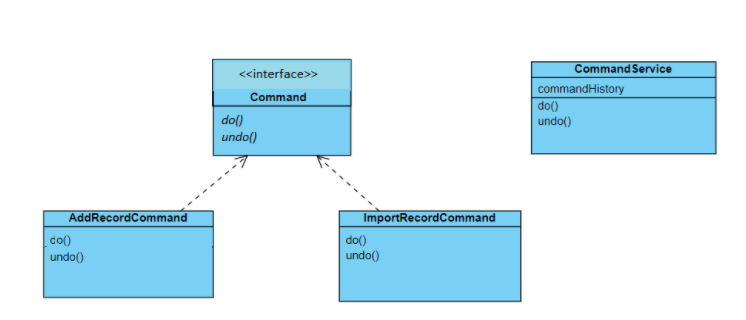 <<interface>>
Command
do()
undo()
CommandService
commandHistory
do()
undo()
AddRecordCommand
do()
undo()
ImportRecordCommand
do()
undo()